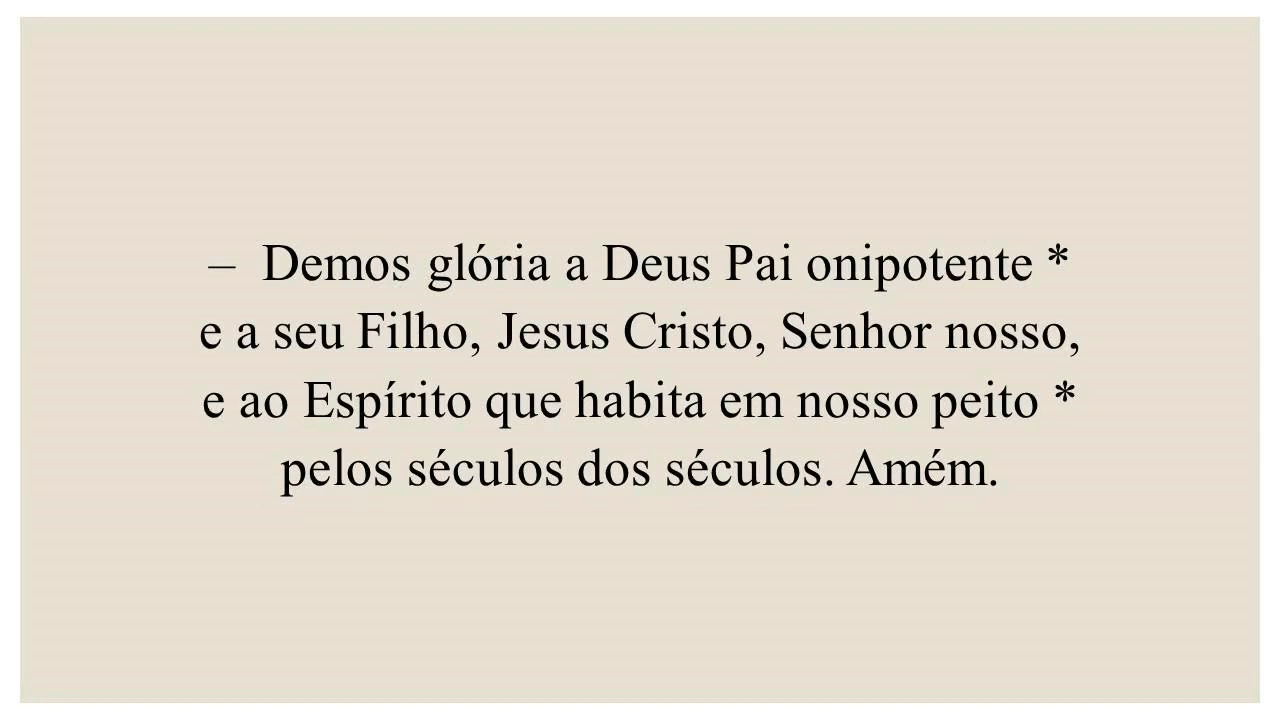 – Demos glória a Deus Pai onipotente *
e a seu Filho, Jesus Cristo, Senhor nosso,
e ao Espírito que habita em nosso peito *
pelos séculos dos séculos. Amém.